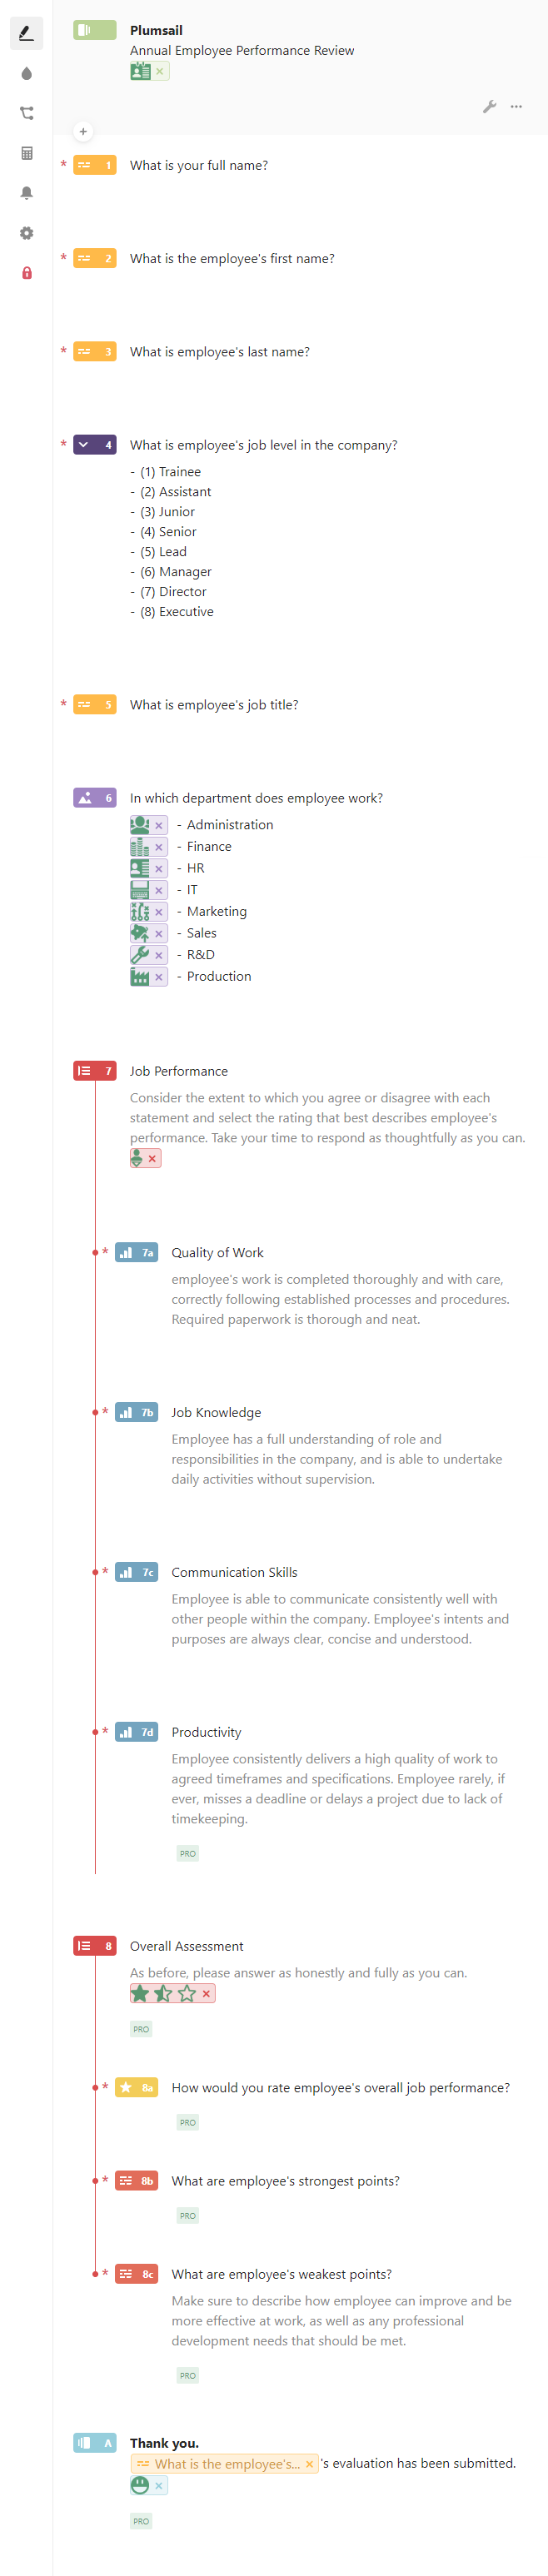 Plumsail
Annual Employee Performance Review
×
+
* 1 What is your full name?
* 2 What is the employee's first name?
* 3 What is employee's last name?
* 4 What is employee's job level in the company?
- (1) Trainee
- (2) Assistant
- (3) Junior
- (4) Senior
- (5) Lead
- (6) Manager
- (7) Director
- (8) Executive
* 5 What is employee's job title?
6 In which department does employee work?
× - Administration
× - Finance
× - HR
× - IT
× - Marketing
× - Sales
× - R&D
× - Production
7 Job Performance
Consider the extent to which you agree or disagree with each
statement and select the rating that best describes employee's
performance. Take your time to respond as thoughtfully as you can.
×
* 7a Quality of Work
employee's work is completed thoroughly and with care,
correctly following established processes and procedures.
Required paperwork is thorough and neat.
* 7b Job Knowledge
Employee has a full understanding of role and
responsibilities in the company, and is able to undertake
daily activities without supervision.
* 7c Communication Skills
Employee is able to communicate consistently well with
other people within the company. Employee's intents and
purposes are always clear, concise and understood.
* 7d Productivity
Employee consistently delivers a high quality of work to
agreed timeframes and specifications. Employee rarely, if
ever, misses a deadline or delays a project due to lack of
timekeeping.
PRO
8 Overall Assessment
As before, please answer as honestly and fully as you can.
×
PRO
* 8a How would you rate employee's overall job performance?
PRO
* 8b What are employee's strongest points?
PRO
* 8c What are employee's weakest points?
Make sure to describe how employee can improve and be
more effective at work, as well as any professional
development needs that should be met.
PRO
A Thank you.
What is the employee's... × 's evaluation has been submitted.
×
PRO